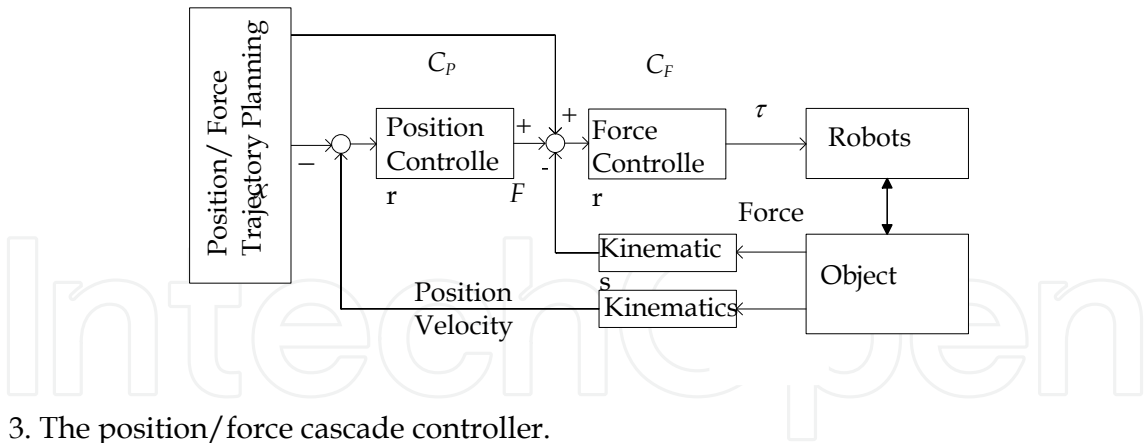 Position/ Force
Trajectory Planning
x
C_P
C_F
−
Position
Controlle
r
+
F
+
-
Force
Controlle
r
τ
Robots
Force
Kinematic
s
Kinematics
Object
Position
Velocity
IntechOpen
3. The position/force cascade controller.